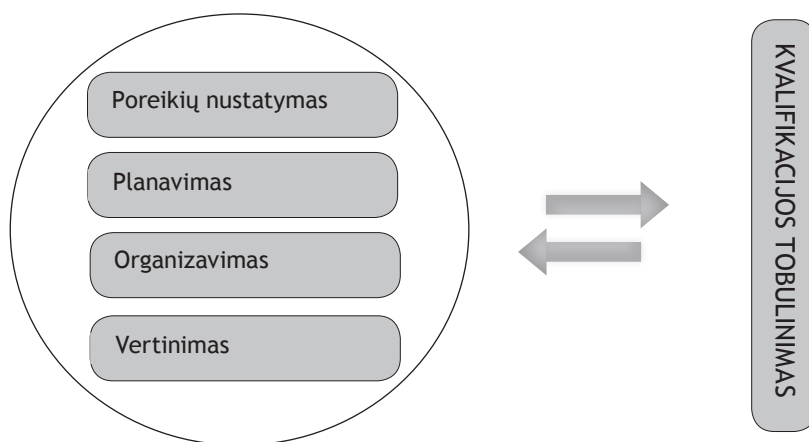 Poreikių nustatymas
Planavimas
Organizavimas
Vertinimas
KVALIFIKACIJOS TOBULINIMAS